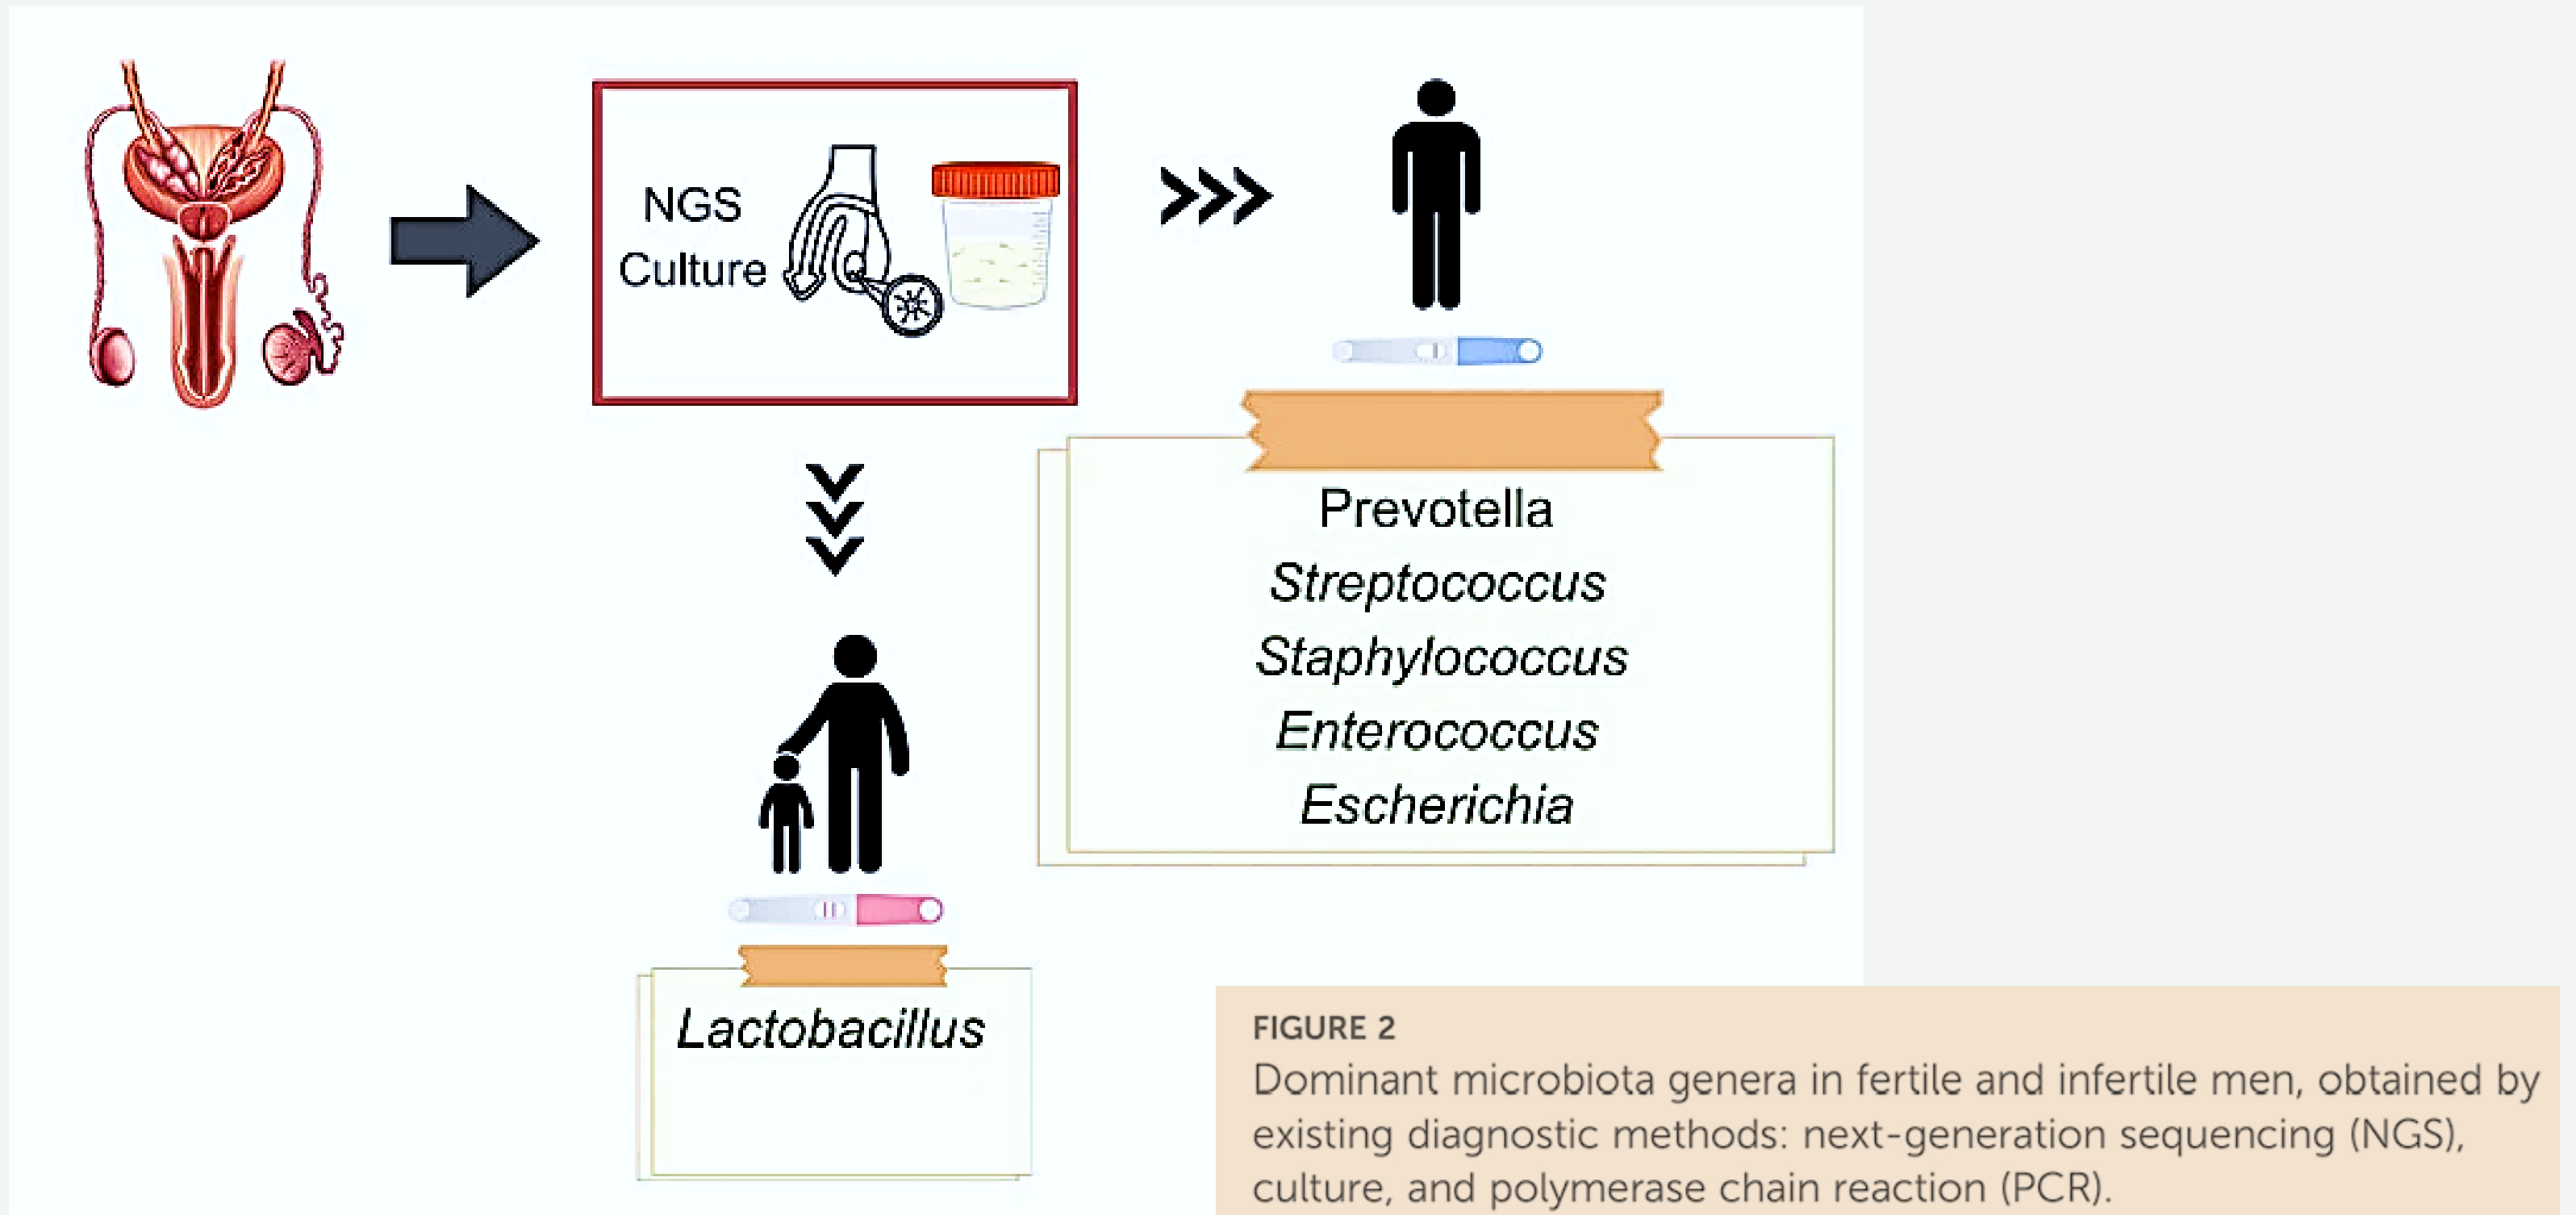 NGS
Culture
Prevotella
Streptococcus
Staphylococcus
Enterococcus
Escherichia
Lactobacillus
FIGURE 2
Dominant microbiota genera in fertile and infertile men, obtained by
existing diagnostic methods: next-generation sequencing (NGS),
culture, and polymerase chain reaction (PCR).